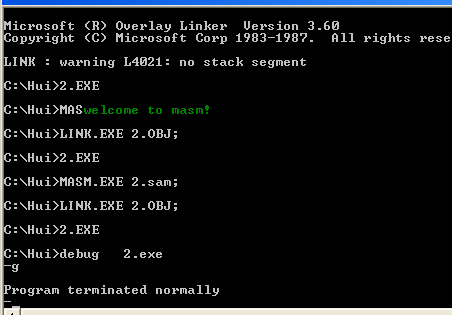 Microsoft (R) Overlay Linker  Version 3.60
Copyright (C) Microsoft Corp 1983-1987.  All rights rese
LINK : warning L4021: no stack segment
C:\Hui>2.EXE
C:\Hui>MASwelcome to masm!
C:\Hui>LINK.EXE 2.OBJ;
C:\Hui>2.EXE
C:\Hui>MASM.EXE 2.sam;
C:\Hui>LINK.EXE 2.OBJ;
C:\Hui>2.EXE
C:\Hui>debug   2.exe
-g
Program terminated normally
-